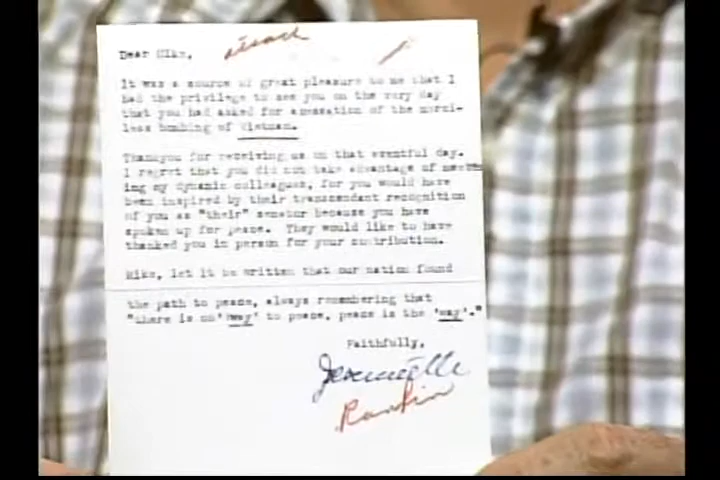 Dear Mike,
It was a source of great pleasure to me that I
had the privilege to see you on the very day
that you had asked for a cessation of the merci-
less bombing of Vietnam.
Thankyou for receiving us on that eventful day.
I regret that you did not take advantage of meet-
ing my dynamic colleagues, for you would have
been inspired by their transcendant recognition
of you as "their" senator because you have
spoken up for peace. They would like to have
thanked you in person for your contribution.
Mike, let it be written that our nation found
the path to peace, always remembering that
"there is no 'way' to peace, peace is the 'way'."
Faithfully,
Jeannette
Rankin